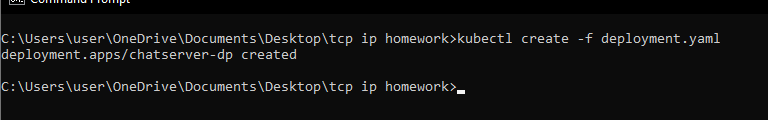 Command Prompt
C:\Users\user\OneDrive\Documents\Desktop\tcp ip homework>kubectl create -f deployment.yaml
deployment.apps/chatserver-dp created
C:\Users\user\OneDrive\Documents\Desktop\tcp ip homework>